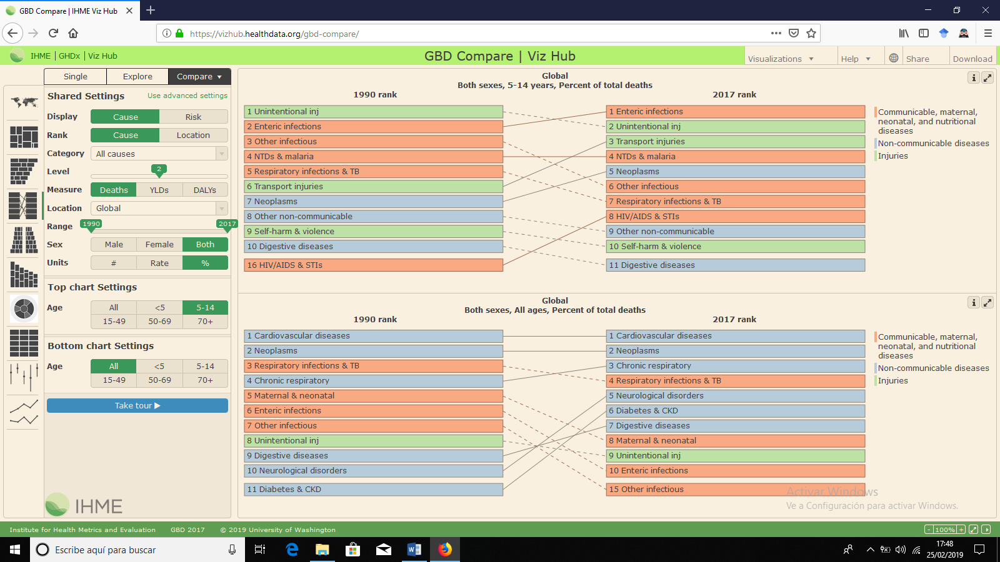 GBD Compare | IHME Viz Hub
https://vizhub.healthdata.org/gbd-compare/
IHME | GHDx | Viz Hub
GBD Compare | Viz Hub
Visualizations
Help
Share
Download
Single
Explore
Compare
Shared Settings
Use advanced settings
Display
Cause
Risk
Rank
Cause
Location
Category
All causes
Level
2
Measure
Deaths
YLDs
DALYs
Location
Global
Range
1990
2017
Sex
Male
Female
Both
Units
#
Rate
%
Top chart Settings
Age
All
<5
5-14
15-49
50-69
70+
Bottom chart Settings
Age
All
<5
5-14
15-49
50-69
70+
Take tour
IHME
Global
Both sexes, 5-14 years, Percent of total deaths
1990 rank
2017 rank
1 Unintentional inj
2 Enteric infections
3 Other infectious
4 NTDs & malaria
5 Respiratory infections & TB
6 Transport injuries
7 Neoplasms
8 Other non-communicable
9 Self-harm & violence
10 Digestive diseases
16 HIV/AIDS & STIs
1 Enteric infections
2 Unintentional inj
3 Transport injuries
4 NTDs & malaria
5 Neoplasms
6 Other infectious
7 Respiratory infections & TB
8 HIV/AIDS & STIs
9 Other non-communicable
10 Self-harm & violence
11 Digestive diseases
Communicable, maternal,
neonatal, and nutritional
diseases
Non-communicable diseases
Injuries
Global
Both sexes, All ages, Percent of total deaths
1990 rank
2017 rank
1 Cardiovascular diseases
2 Neoplasms
3 Respiratory infections & TB
4 Chronic respiratory
5 Maternal & neonatal
6 Enteric infections
7 Other infectious
8 Unintentional inj
9 Digestive diseases
10 Neurological disorders
11 Diabetes & CKD
1 Cardiovascular diseases
2 Neoplasms
3 Chronic respiratory
4 Respiratory infections & TB
5 Neurological disorders
6 Diabetes & CKD
7 Digestive diseases
8 Maternal & neonatal
9 Unintentional inj
10 Enteric infections
15 Other infectious
Communicable, maternal,
neonatal, and nutritional
diseases
Non-communicable diseases
Injuries
Activar Windows
Ve a Configuración para activar Windows.
Institute for Health Metrics and Evaluation
GBD 2017
© 2019 University of Washington
- 100% +
Escribe aquí para buscar
17:48
25/02/2019